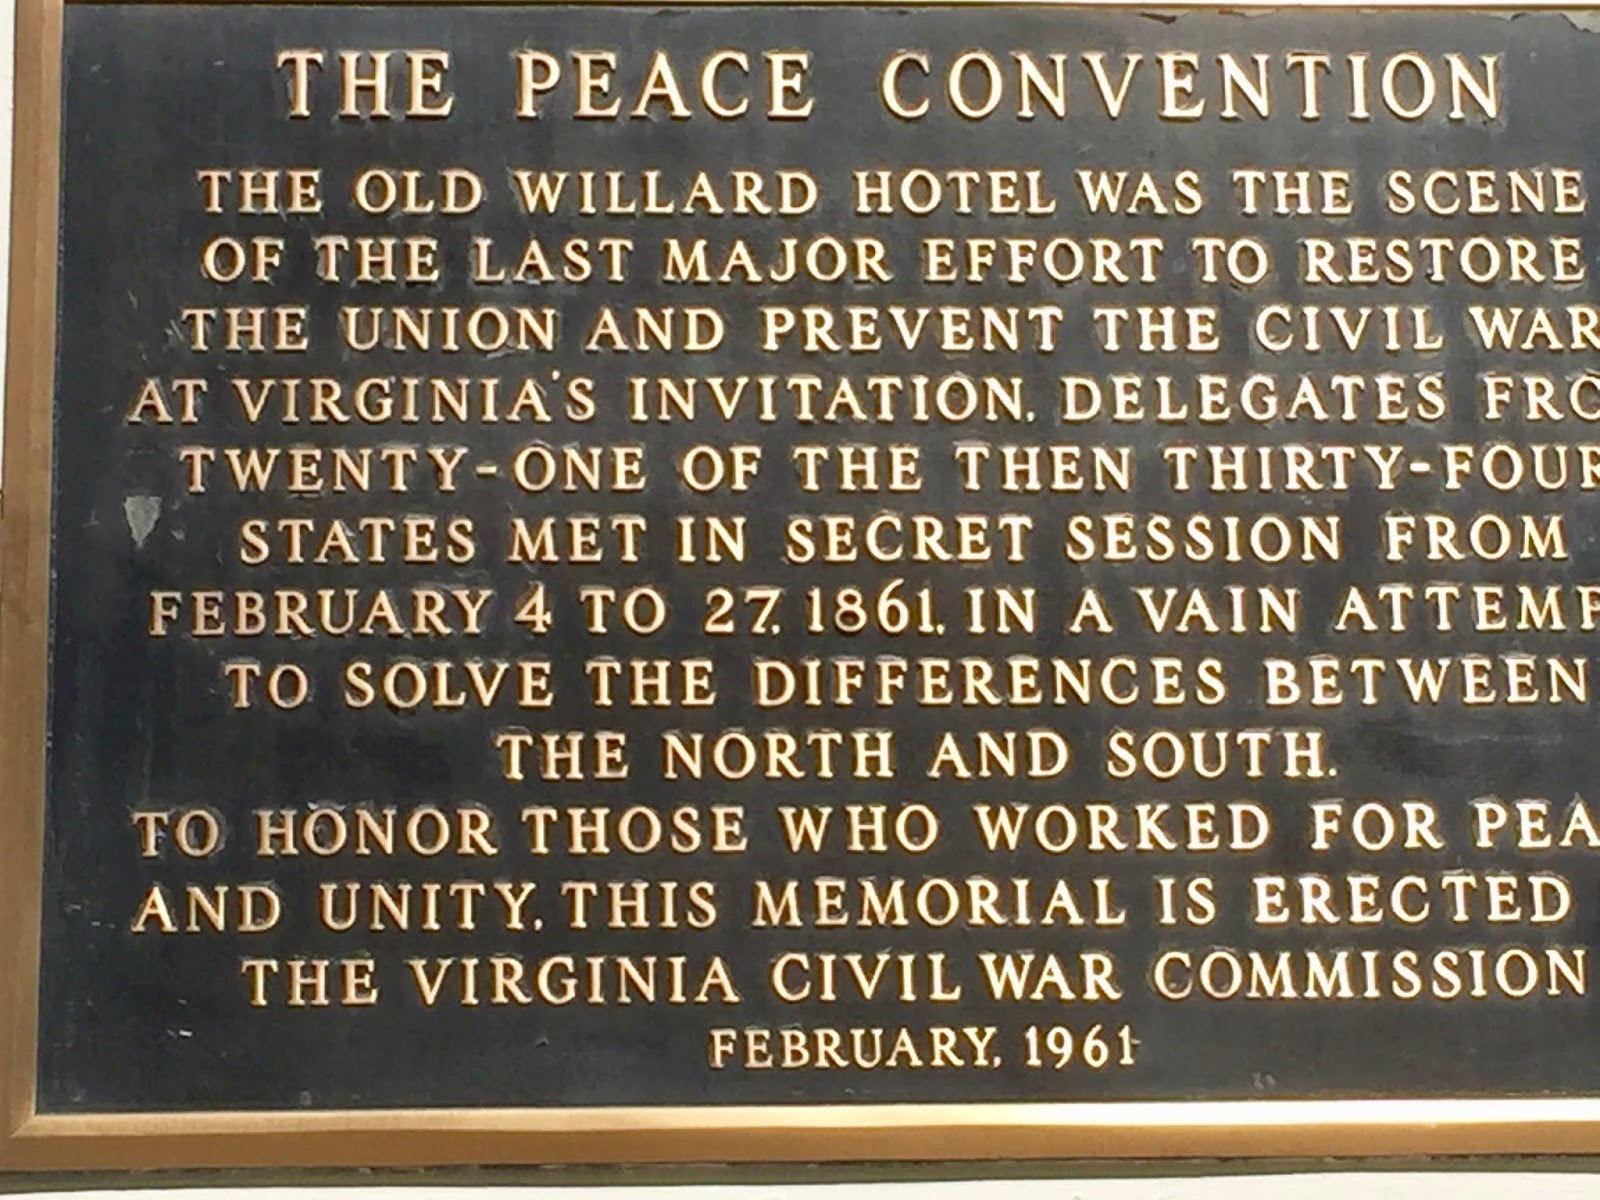 THE PEACE CONVENTION
THE OLD WILLARD HOTEL WAS THE SCENE
OF THE LAST MAJOR EFFORT TO RESTORE
THE UNION AND PREVENT THE CIVIL WAR
AT VIRGINIA'S INVITATION, DELEGATES FRO
TWENTY-ONE OF THE THEN THIRTY-FOUR
STATES MET IN SECRET SESSION FROM
FEBRUARY 4 TO 27, 1861, IN A VAIN ATTEMP
TO SOLVE THE DIFFERENCES BETWEEN
THE NORTH AND SOUTH.
TO HONOR THOSE WHO WORKED FOR PEA
AND UNITY, THIS MEMORIAL IS ERECTED
THE VIRGINIA CIVIL WAR COMMISSION
FEBRUARY, 1961